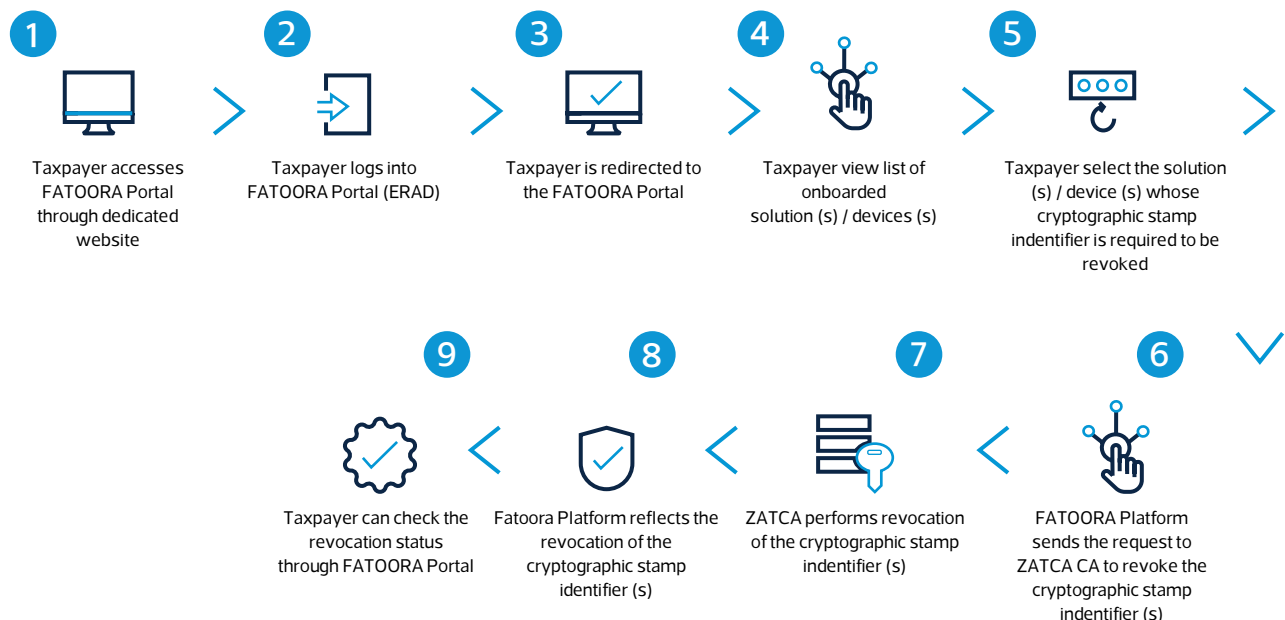 1
Taxpayer accesses
FATOORA Portal
through dedicated
website
2
Taxpayer logs into
FATOORA Portal (ERAD)
3
Taxpayer is redirected to
the FATOORA Portal
4
Taxpayer view list of
onboarded
solution (s) / devices (s)
5
Taxpayer select the solution
(s) / device (s) whose
cryptographic stamp
indentifier is required to be
revoked
6
FATOORA Platform
sends the request to
ZATCA CA to revoke the
cryptographic stamp
indentifier (s)
7
ZATCA performs revocation
of the cryptographic stamp
indentifier (s)
8
Fatoora Platform reflects the
revocation of the
cryptographic stamp
identifier (s)
9
Taxpayer can check the
revocation status
through FATOORA Portal